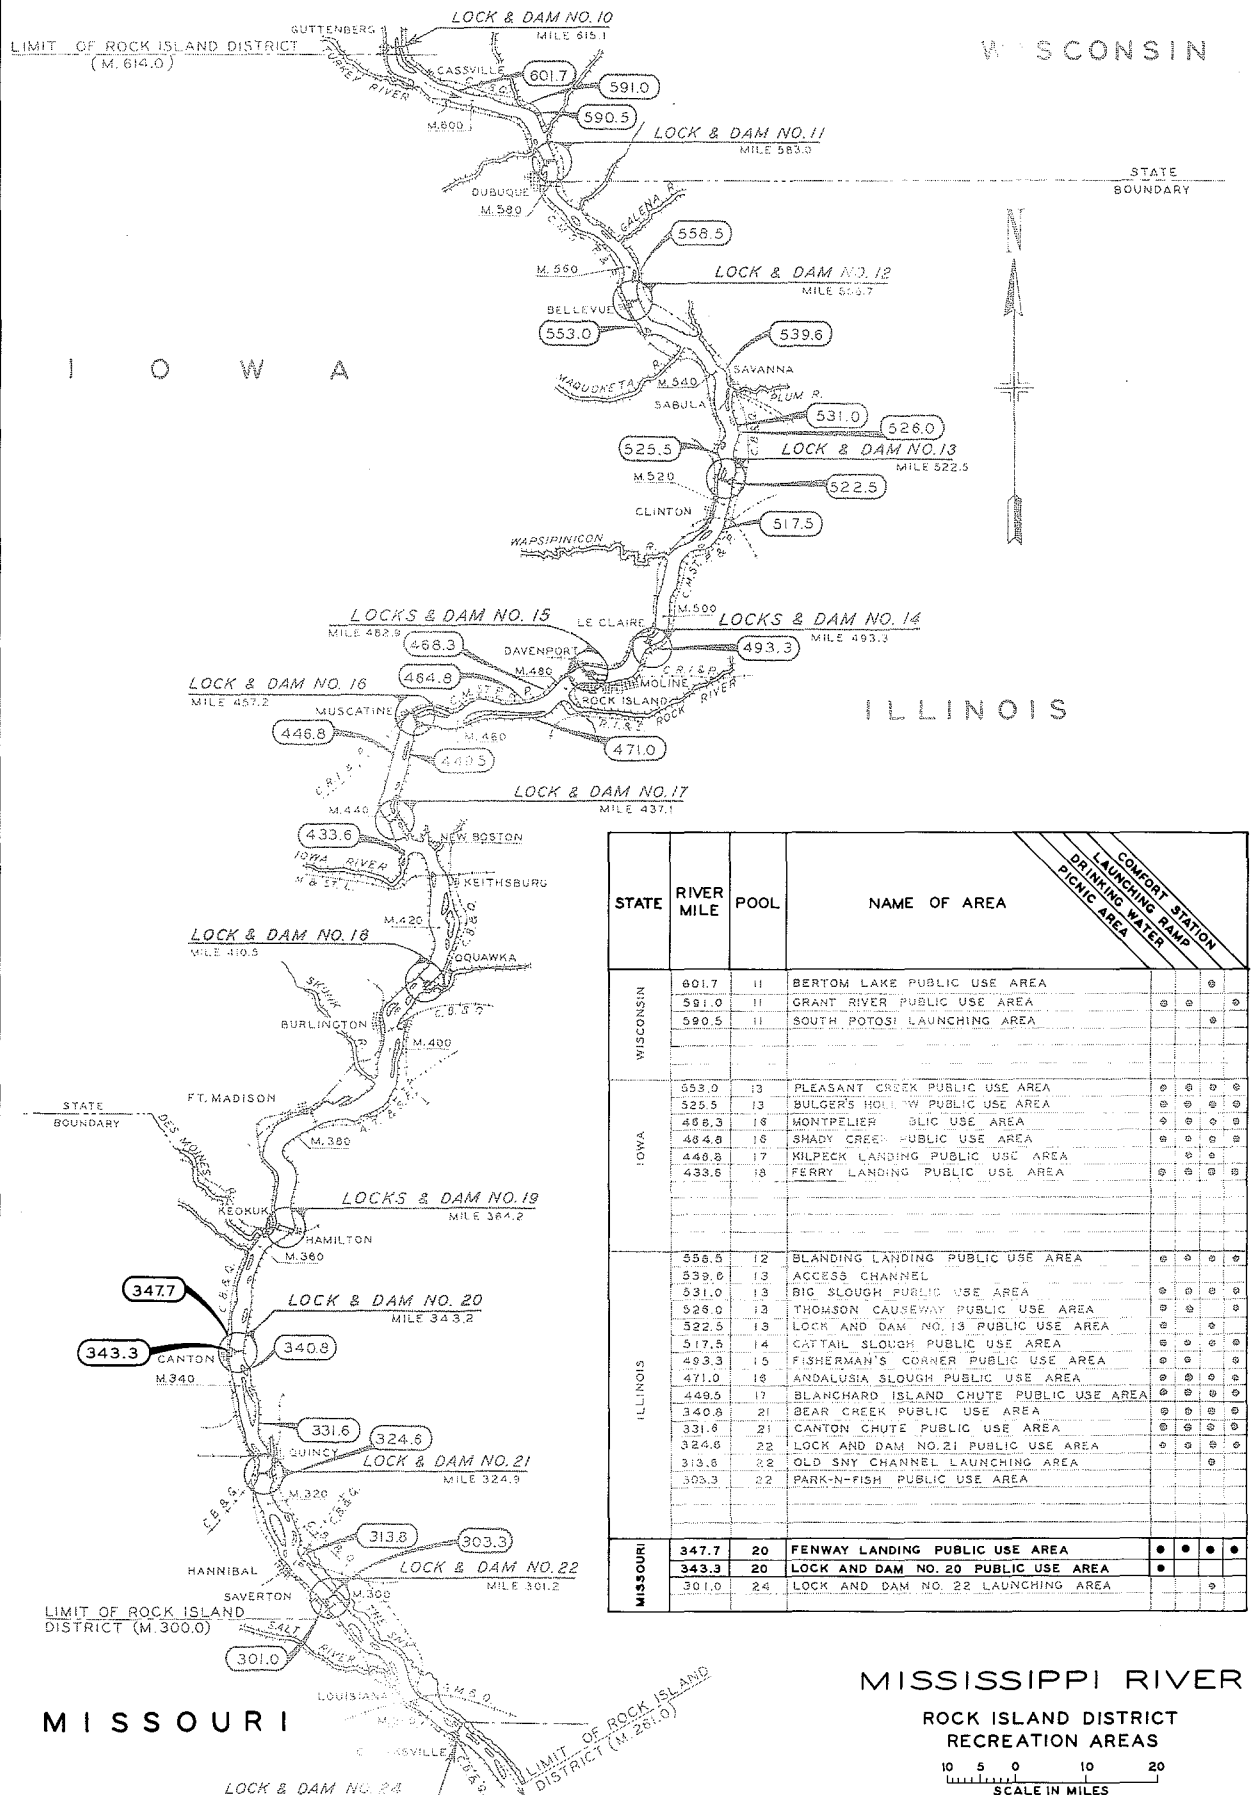 LOCK & DAM NO. 10
MILE 615.1
GUTTENBERG
LIMIT OF ROCK ISLAND DISTRICT
(M. 614.0)
TURKEY RIVER
CASSVILLE
601.7
591.0
590.5
M.600
LOCK & DAM NO. 11
MILE 583.0
STATE
BOUNDARY
DUBUQUE
M.580
GALENA R.
558.5
M.560
LOCK & DAM NO. 12
BELLEVUE
553.0
539.6
IOWA
N
MAQUOKETA R.
M.540
SAVANNA
PLUM R.
SABULA
531.0
526.0
525.5
LOCK & DAM NO. 13
MILE 522.5
M.520
522.5
CLINTON
517.5
WAPSIPINICON R.
C.M.ST.P. & P.
M.500
LOCKS & DAM NO. 15
MILE 482.9
LE CLAIRE
LOCKS & DAM NO. 14
MILE 493.3
468.3
DAVENPORT
493.3
M.480
C.R.I. & P.
484.8
MOLINE
ROCK ISLAND
ROCK RIVER
LOCK & DAM NO. 16
MILE 457.2
MUSCATINE
M.460
471.0
ILLINOIS
446.8
449.5
C.R.I. & P.
LOCK & DAM NO. 17
MILE 437.1
M.440
433.6
NEW BOSTON
IOWA RIVER
M & ST. L.
KEITHSBURG
M.420
C.B.& Q.
LOCK & DAM NO. 18
MILE 410.5
OQUAWKA
SKUNK R.
BURLINGTON
C.B.& Q.
M.400
FT. MADISON
STATE
BOUNDARY
A.T. & S.F.
M.380
DES MOINES R.
LOCKS & DAM NO. 19
MILE 364.2
KEOKUK
HAMILTON
M.360
C.B.& Q.
347.7
LOCK & DAM NO. 20
MILE 343.2
343.3
CANTON
340.8
M.340
331.6
324.6
QUINCY
LOCK & DAM NO. 21
MILE 324.9
M.320
C.B.& Q.
313.8
303.3
HANNIBAL
LOCK & DAM NO. 22
MILE 301.2
SAVERTON
M.300
LIMIT OF ROCK ISLAND
DISTRICT (M. 300.0)
THE SNY
SALT RIVER
301.0
LOUISIANA
MISSOURI
LIMIT OF ROCK ISLAND
DISTRICT (M. 261.0)
LOCK & DAM NO. 24
STATE RIVER MILE POOL NAME OF AREA PICNIC AREA DRINKING WATER LAUNCHING RAMP COMFORT STATION
WISCONSIN
601.7 11 BERTOM LAKE PUBLIC USE AREA
591.0 11 GRANT RIVER PUBLIC USE AREA
590.5 11 SOUTH POTOSI LAUNCHING AREA
IOWA
553.0 13 PLEASANT CREEK PUBLIC USE AREA
525.5 13 BULGER'S PUBLIC USE AREA
468.3 16 MONTPELIER USE AREA
464.8 16 SHADY CREEK PUBLIC USE AREA
446.8 17 KILPECK LANDING PUBLIC USE AREA
433.6 18 FERRY LANDING PUBLIC USE AREA
ILLINOIS
558.5 12 BLANDING LANDING PUBLIC USE AREA
539.6 13 ACCESS CHANNEL
531.0 13 BIG SLOUGH PUBLIC USE AREA
526.0 13 THOMSON CAUSEWAY PUBLIC USE AREA
522.5 13 LOCK AND DAM NO. 13 PUBLIC USE AREA
517.5 14 CATTAIL SLOUGH PUBLIC USE AREA
493.3 15 FISHERMAN'S CORNER PUBLIC USE AREA
471.0 16 ANDALUSIA SLOUGH PUBLIC USE AREA
449.5 17 BLANCHARD ISLAND CHUTE PUBLIC USE AREA
340.8 21 BEAR CREEK PUBLIC USE AREA
331.6 21 CANTON CHUTE PUBLIC USE AREA
324.6 22 LOCK AND DAM NO. 21 PUBLIC USE AREA
313.8 22 OLD SNY CHANNEL LAUNCHING AREA
303.3 22 PARK-N-FISH PUBLIC USE AREA
MISSOURI
347.7 20 FENWAY LANDING PUBLIC USE AREA
343.3 20 LOCK AND DAM NO. 20 PUBLIC USE AREA
301.0 24 LOCK AND DAM NO. 22 LAUNCHING AREA
MISSISSIPPI RIVER
ROCK ISLAND DISTRICT
RECREATION AREAS
10 5 0 10 20
SCALE IN MILES